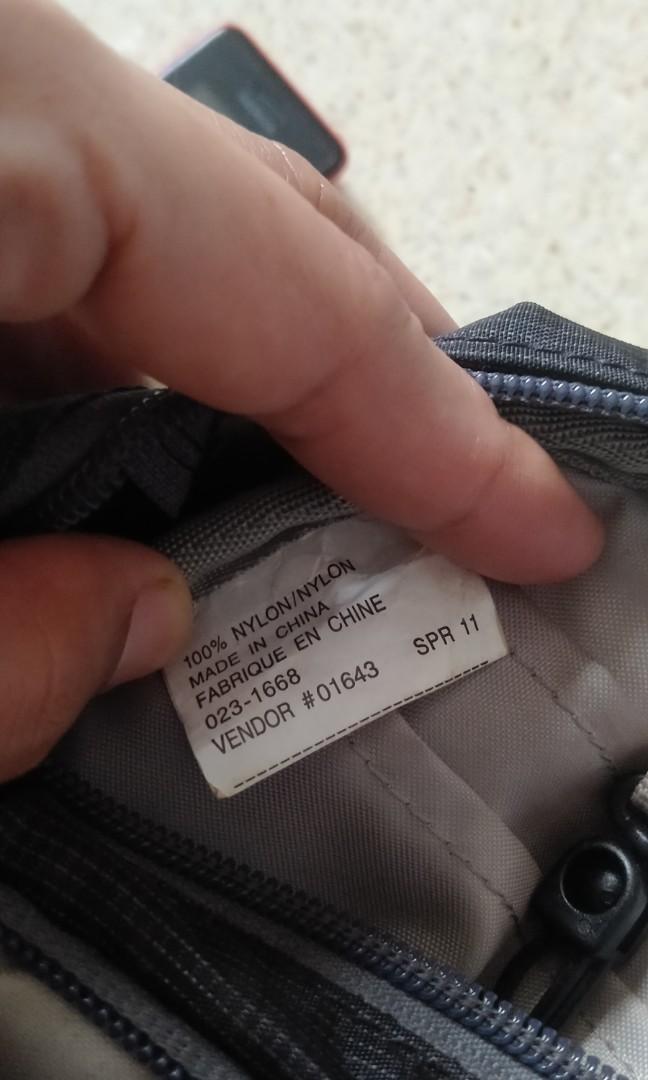 100% NYLON/NYLON
MADE IN CHINA
FABRIQUE EN CHINE
023-1668
VENDOR #01643 SPR 11